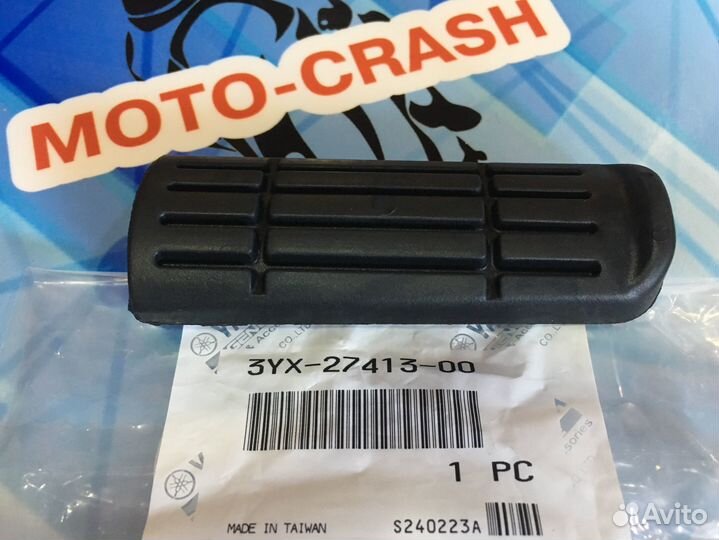 MOTO-CRASH
3YX-27413-00
1 PC
MADE IN TAIWAN
S240223A
Avito